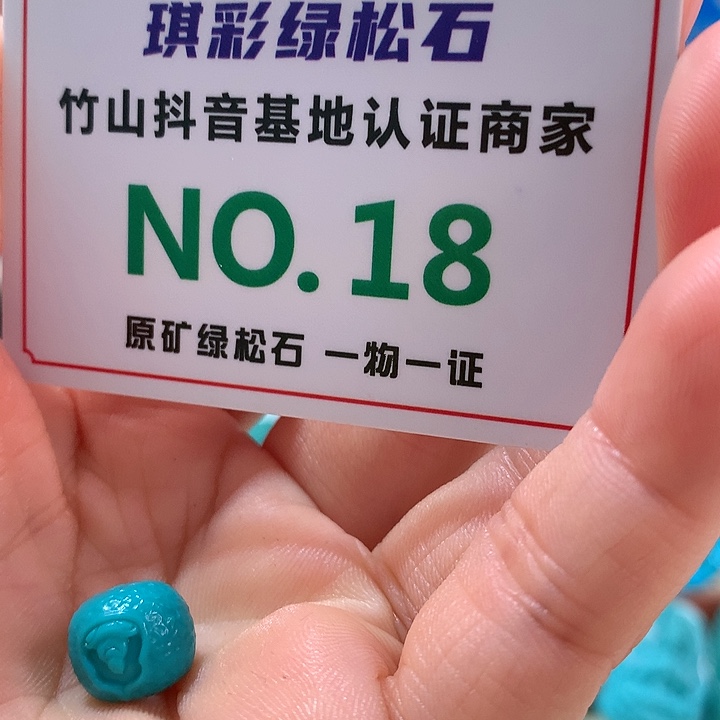 琪彩绿松石
竹山抖音基地认证商家
NO.18
原矿绿松石 一物一证